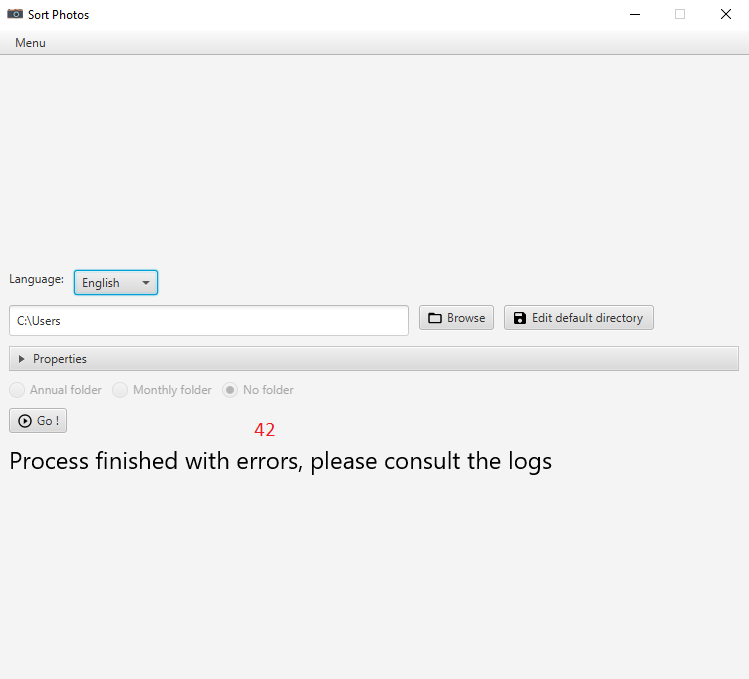 Sort Photos
Menu
Language: English
C:\Users Browse Edit default directory
Properties
Annual folder Monthly folder No folder
Go !
42
Process finished with errors, please consult the logs